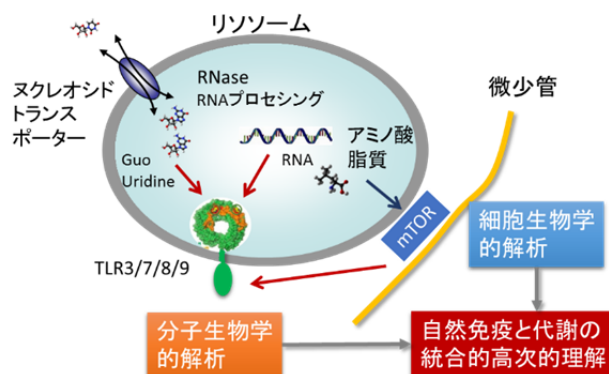 リソソーム
ヌクレオシド
トランス
ポーター
RNase
RNAプロセシング
Guo
Uridine
RNA
アミノ酸
脂質
微少管
mTOR
TLR3/7/8/9
細胞生物学
的解析
分子生物学
的解析
自然免疫と代謝の
統合的高次的理解